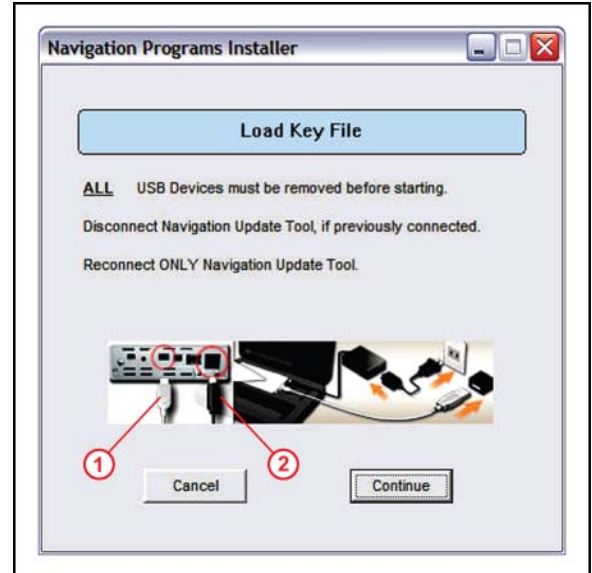 Navigation Programs Installer
Load Key File
ALL USB Devices must be removed before starting.
Disconnect Navigation Update Tool, if previously connected.
Reconnect ONLY Navigation Update Tool.
1
2
Cancel
Continue